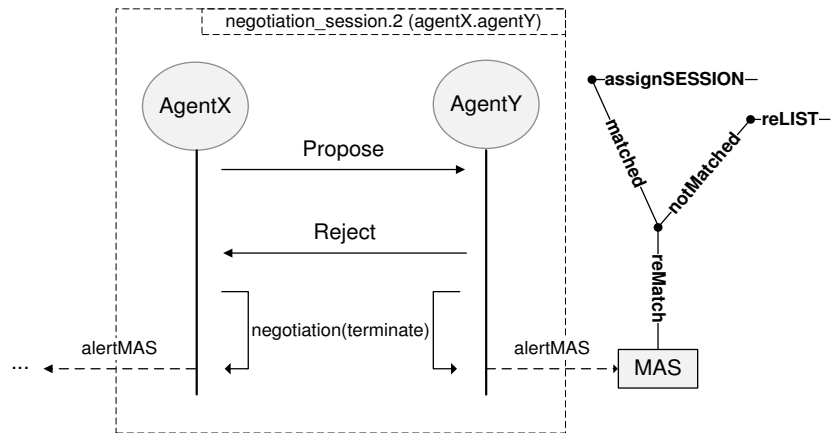 negotiation_session.2 (agentX.agentY)
AgentX
AgentY
assignSESSION
reLIST
matched
notMatched
Propose
Reject
reMatch
negotiation(terminate)
...
alertMAS
alertMAS
MAS